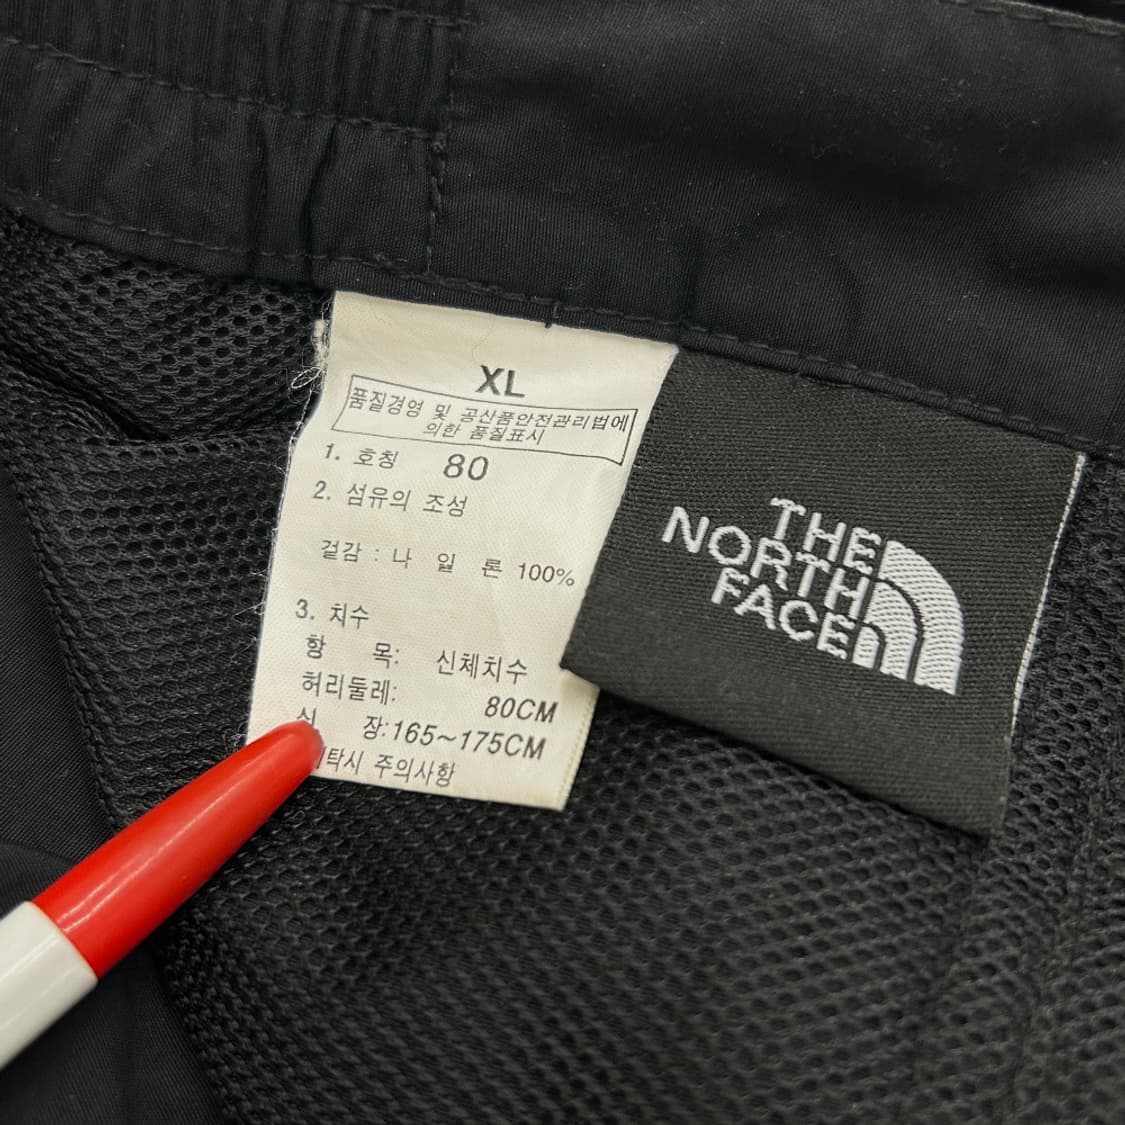 XL
품질경영 및 공산품안전관리법에
의한 품질표시
1. 호칭 80
2. 섬유의 조성
겉감 : 나 일 론 100%
3. 치수
항 목: 신체치수
허리둘레: 80CM
신 장:165~175CM
주의사항
THE
NORTH
FACE